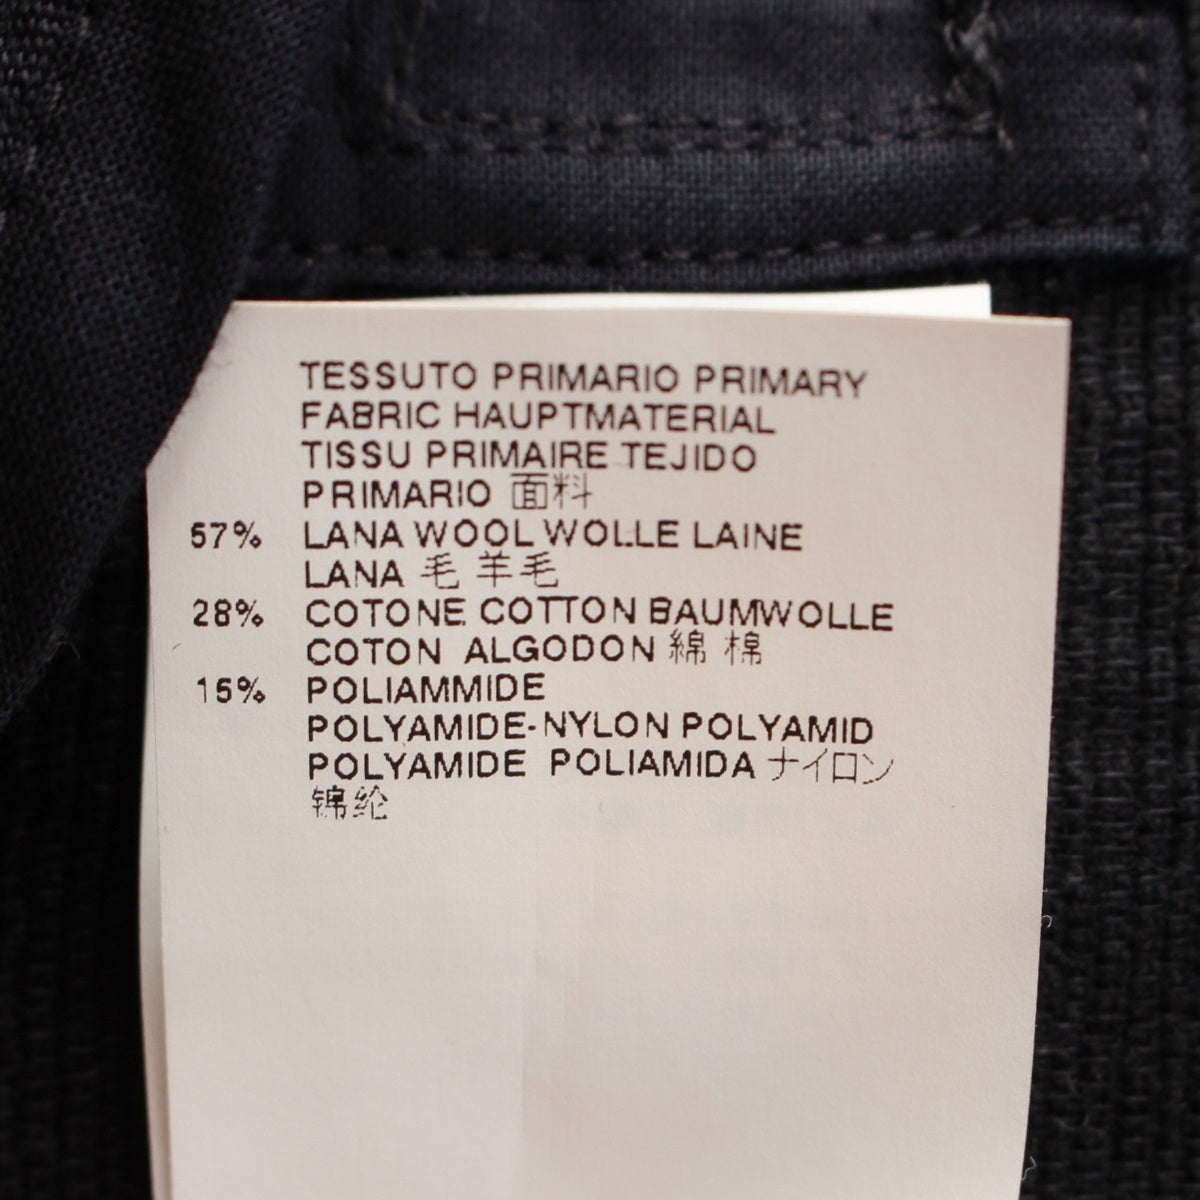 TESSUTO PRIMARIO PRIMARY
FABRIC HAUPTMATERIAL
TISSU PRIMAIRE TEJIDO
PRIMARIO 面料
57% LANA WOOL WOLLE LAINE
LANA 毛 羊毛
28% COTONE COTTON BAUMWOLLE
COTON ALGODON 綿 棉
15% POLIAMMIDE
POLYAMIDE-NYLON POLYAMID
POLYAMIDE POLIAMIDA ナイロン
锦纶